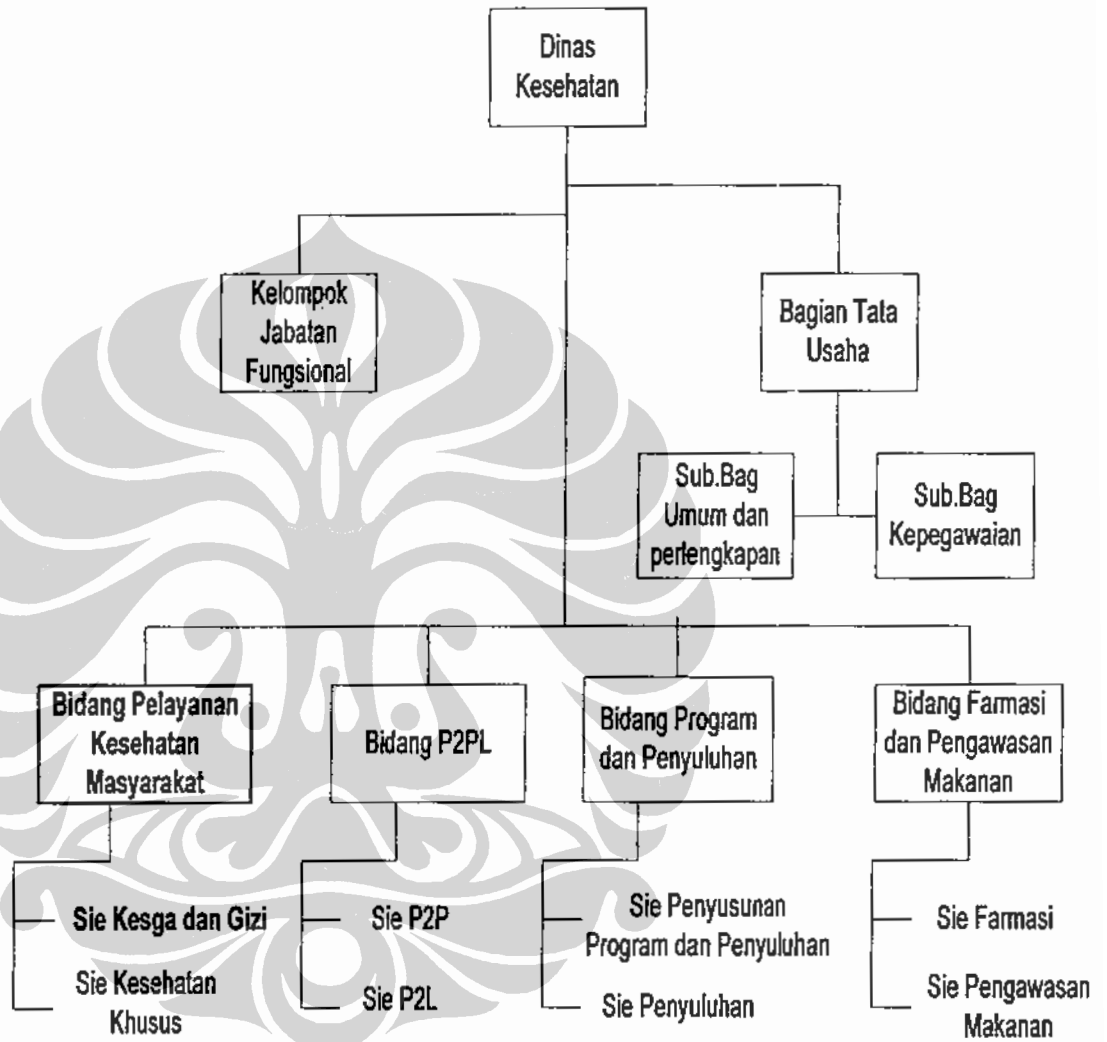 Dinas
Kesehatan
Kelompok
Jabatan
Fungsional
Bagian Tata
Usaha
Sub.Bag
Umum dan
perlengkapan
Sub.Bag
Kepegawaian
Bidang Pelayanan
Kesehatan
Masyarakat
Bidang P2PL
Bidang Program
dan Penyuluhan
Bidang Farmasi
dan Pengawasan
Makanan
Sie Kesga dan Gizi
Sie Kesehatan
Khusus
Sie P2P
Sie P2L
Sie Penyusunan
Program dan Penyuluhan
Sie Penyuluhan
Sie Farmasi
Sie Pengawasan
Makanan